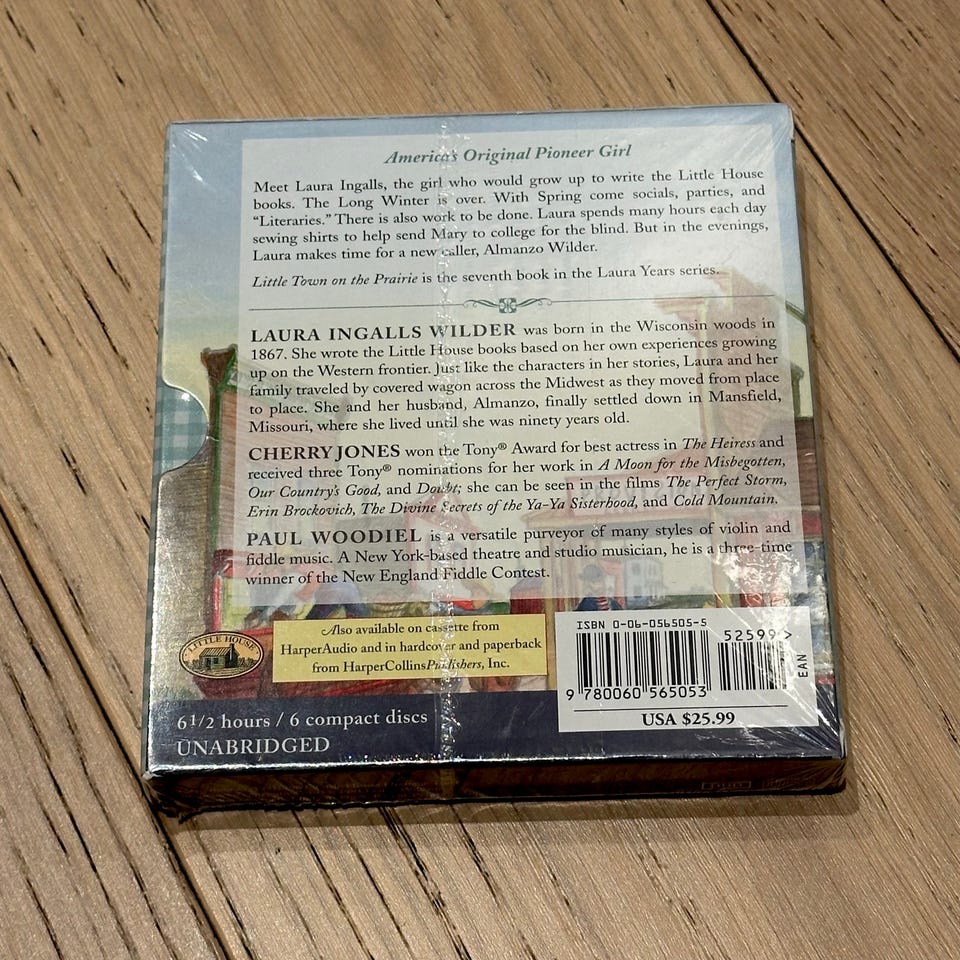 America's Original Pioneer Girl
Meet Laura Ingalls, the girl who would grow up to write the Little House
books. The Long Winter is over. With Spring come socials, parties, and
“Literaries.” There is also work to be done. Laura spends many hours each day
sewing shirts to help send Mary to college for the blind. But in the evenings,
Laura makes time for a new caller, Almanzo Wilder.
Little Town on the Prairie is the seventh book in the Laura Years series.
LAURA INGALLS WILDER was born in the Wisconsin woods in
1867. She wrote the Little House books based on her own experiences growing
up on the Western frontier. Just like the characters in her stories, Laura and her
family traveled by covered wagon across the Midwest as they moved from place
to place. She and her husband, Almanzo, finally settled down in Mansfield,
Missouri, where she lived until she was ninety years old.
CHERRY JONES won the Tony® Award for best actress in The Heiress and
received three Tony® nominations for her work in A Moon for the Misbegotten,
Our Country's Good, and Doubt; she can be seen in the films The Perfect Storm,
Erin Brockovich, The Divine Secrets of the Ya-Ya Sisterhood, and Cold Mountain.
PAUL WOODIEL is a versatile purveyor of many styles of violin and
fiddle music. A New York-based theatre and studio musician, he is a three-time
winner of the New England Fiddle Contest.
LITTLE HOUSE
Also available on cassette from
HarperAudio and in hardcover and paperback
from HarperCollinsPublishers, Inc.
ISBN 0-06-056505-5
52599>
EAN
9 780060 565053
USA $25.99
6 1/2 hours / 6 compact discs
UNABRIDGED